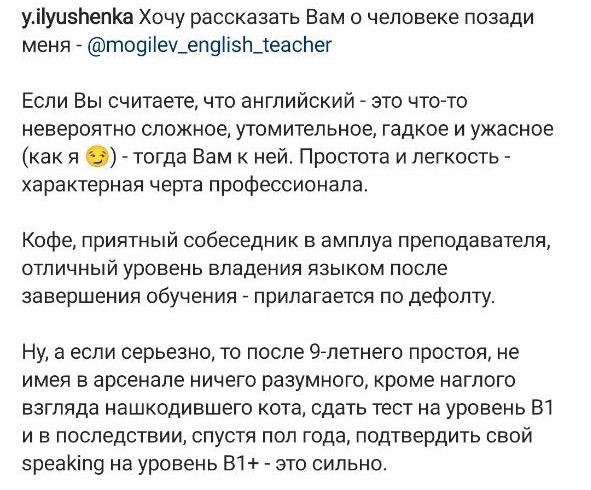 y.ilyushenka Хочу рассказать Вам о человеке позади
меня - @mogilev_english_teacher
Если Вы считаете, что английский - это что-то
невероятно сложное, утомительное, гадкое и ужасное
(как я 😏) - тогда Вам к ней. Простота и легкость -
характерная черта профессионала.
Кофе, приятный собеседник в амплуа преподавателя,
отличный уровень владения языком после
завершения обучения - прилагается по дефолту.
Ну, а если серьезно, то после 9-летнего простоя, не
имея в арсенале ничего разумного, кроме наглого
взгляда нашкодившего кота, сдать тест на уровень B1
и в последствии, спустя пол года, подтвердить свой
speaking на уровень B1+ - это сильно.